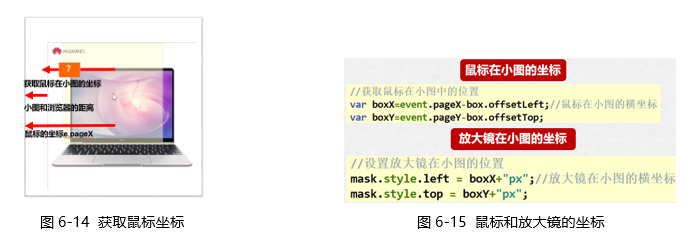 HUAWEI
?
获取鼠标在小图的坐标
小图和浏览器的距离
鼠标的坐标e.pageX
图 6-14 获取鼠标坐标
鼠标在小图的坐标
//获取鼠标在小图中的位置
var boxX=event.pageX-box.offsetLeft;//鼠标在小图的横坐标
var boxY=event.pageY-box.offsetTop;
放大镜在小图的坐标
//设置放大镜在小图的位置
mask.style.left = boxX+"px";//放大镜在小图的横坐标
mask.style.top = boxY+"px";
图 6-15 鼠标和放大镜的坐标